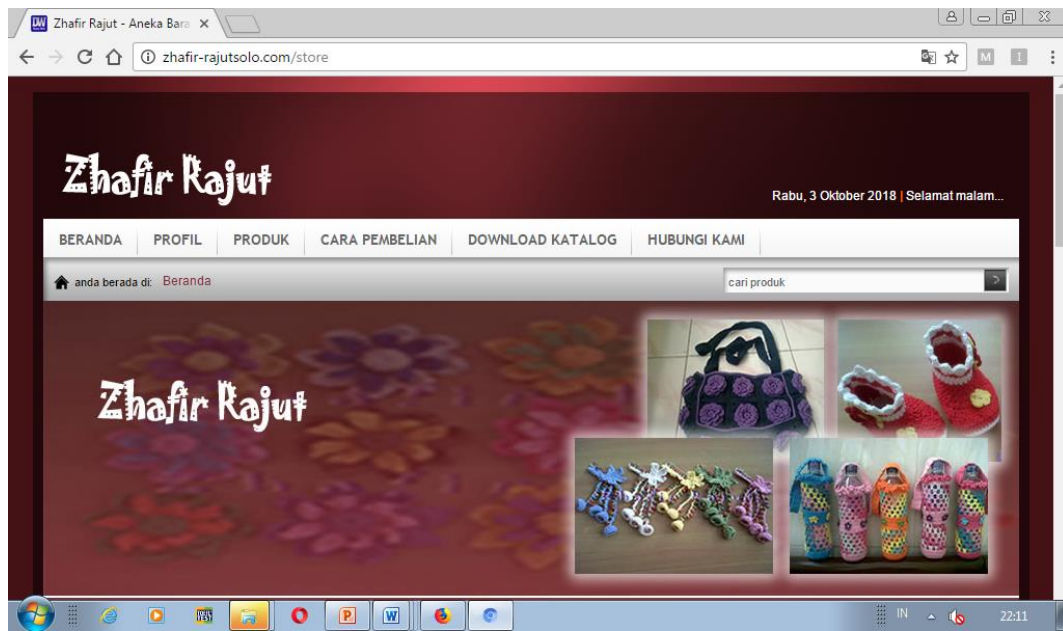 Zhafir Rajut - Aneka Bara
zhafir-rajutsolo.com/store
M
I
Zhafir Rajut
Rabu, 3 Oktober 2018 | Selamat malam...
BERANDA PROFIL PRODUK CARA PEMBELIAN DOWNLOAD KATALOG HUBUNGI KAMI
anda berada di: Beranda
cari produk
Zhafir Rajut
IN
22:11